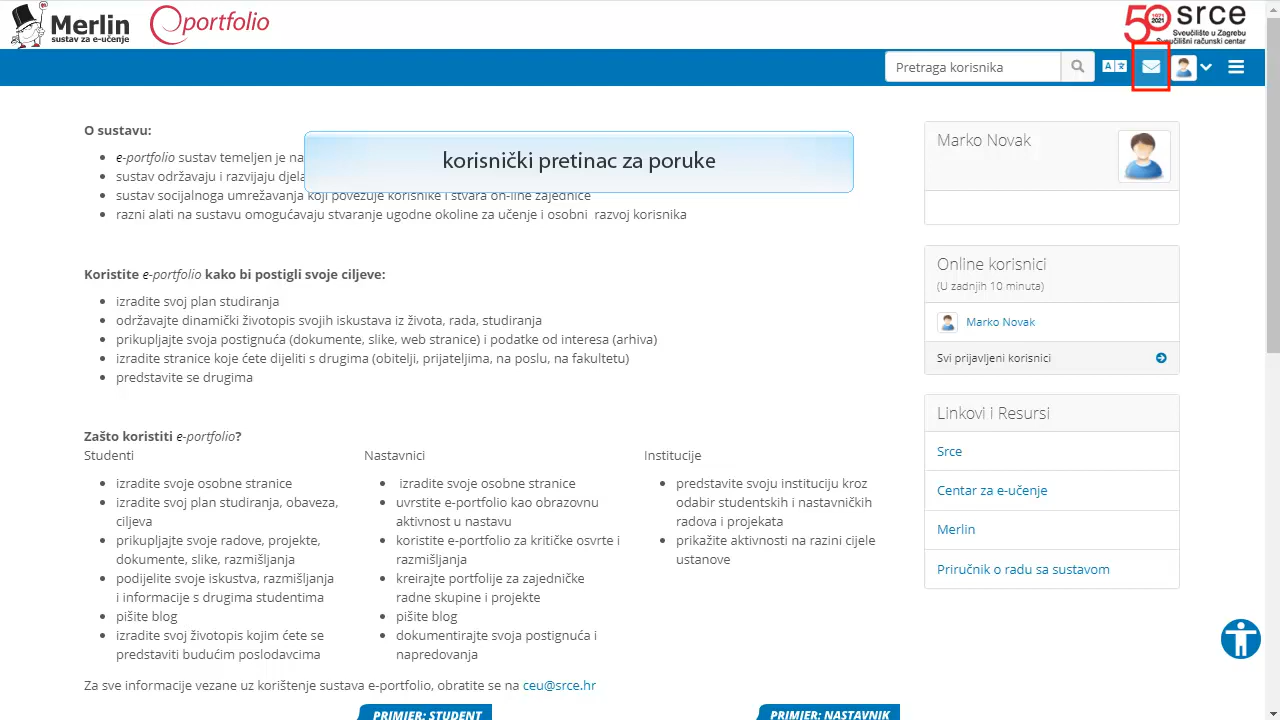 Merlin
sustav za e-učenje
portfolio
50
1971
2021
srce
Sveučilište u Zagrebu
Sveučilišni računski centar
Pretraga korisnika
O sustavu:
e-portfolio sustav temeljen je na
sustav održavaju i razvijaju djela
sustav socijalnoga umrežavanja koji povezuje korisnike i stvara on-line zajednice
razni alati na sustavu omogućavaju stvaranje ugodne okoline za učenje i osobni razvoj korisnika
korisnički pretinac za poruke
Koristite e-portfolio kako bi postigli svoje ciljeve:
izradite svoj plan studiranja
održavajte dinamički životopis svojih iskustava iz života, rada, studiranja
prikupljajte svoja postignuća (dokumente, slike, web stranice) i podatke od interesa (arhiva)
izradite stranice koje ćete dijeliti s drugima (obitelji, prijateljima, na poslu, na fakultetu)
predstavite se drugima
Zašto koristiti e-portfolio?
Studenti
izradite svoje osobne stranice
izradite svoj plan studiranja, obaveza,
ciljeva
prikupljajte svoje radove, projekte,
dokumente, slike, razmišljanja
podijelite svoje iskustva, razmišljanja
i informacije s drugima studentima
pišite blog
izradite svoj životopis kojim ćete se
predstaviti budućim poslodavcima
Nastavnici
izradite svoje osobne stranice
uvrstite e-portfolio kao obrazovnu
aktivnost u nastavu
koristite e-portfolio za kritičke osvrte i
razmišljanja
kreirajte portfolije za zajedničke
radne skupine i projekte
pišite blog
dokumentirajte svoja postignuća i
napredovanja
Institucije
predstavite svoju instituciju kroz
odabir studentskih i nastavničkih
radova i projekata
prikažite aktivnosti na razini cijele
ustanove
Za sve informacije vezane uz korištenje sustava e-portfolio, obratite se na ceu@srce.hr
PRIMJER: STUDENT
PRIMJER: NASTAVNIK
Marko Novak
Online korisnici
(U zadnjih 10 minuta)
Marko Novak
Svi prijavljeni korisnici
Linkovi i Resursi
Srce
Centar za e-učenje
Merlin
Priručnik o radu sa sustavom